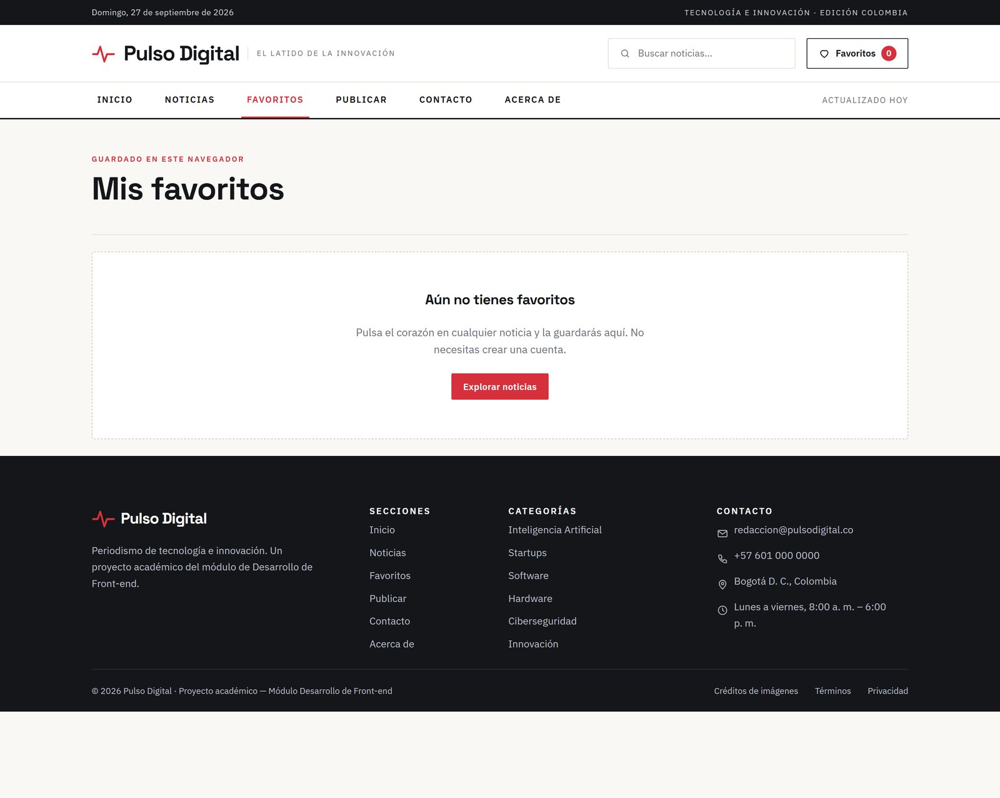 Domingo, 27 de septiembre de 2026
TECNOLOGÍA E INNOVACIÓN · EDICIÓN COLOMBIA
Pulso Digital
EL LATIDO DE LA INNOVACIÓN
Buscar noticias...
Favoritos 0
INICIO
NOTICIAS
FAVORITOS
PUBLICAR
CONTACTO
ACERCA DE
ACTUALIZADO HOY
GUARDADO EN ESTE NAVEGADOR
Mis favoritos
Aún no tienes favoritos
Pulsa el corazón en cualquier noticia y la guardarás aquí. No
necesitas crear una cuenta.
Explorar noticias
Pulso Digital
Periodismo de tecnología e innovación. Un
proyecto académico del módulo de Desarrollo de
Front-end.
SECCIONES
Inicio
Noticias
Favoritos
Publicar
Contacto
Acerca de
CATEGORÍAS
Inteligencia Artificial
Startups
Software
Hardware
Ciberseguridad
Innovación
CONTACTO
redaccion@pulsodigital.co
+57 601 000 0000
Bogotá D. C., Colombia
Lunes a viernes, 8:00 a. m. – 6:00
p. m.
© 2026 Pulso Digital · Proyecto académico — Módulo Desarrollo de Front-end
Créditos de imágenes
Términos
Privacidad